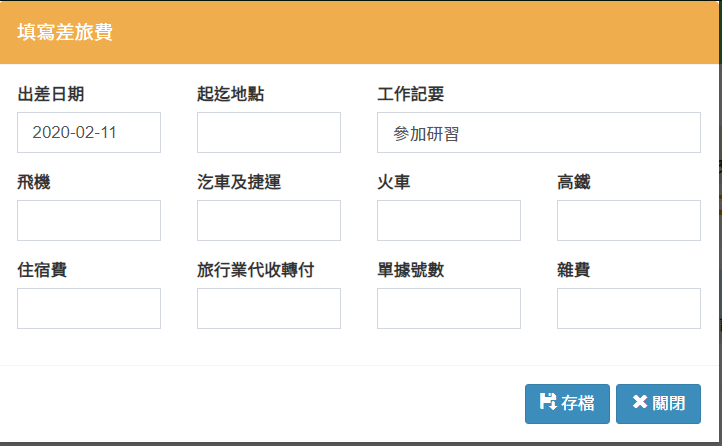 填寫差旅費
出差日期 起迄地點 工作記要
2020-02-11 參加研習
飛機 汔車及捷運 火車 高鐵
住宿費 旅行業代收轉付 單據號數 雜費
存檔 關閉